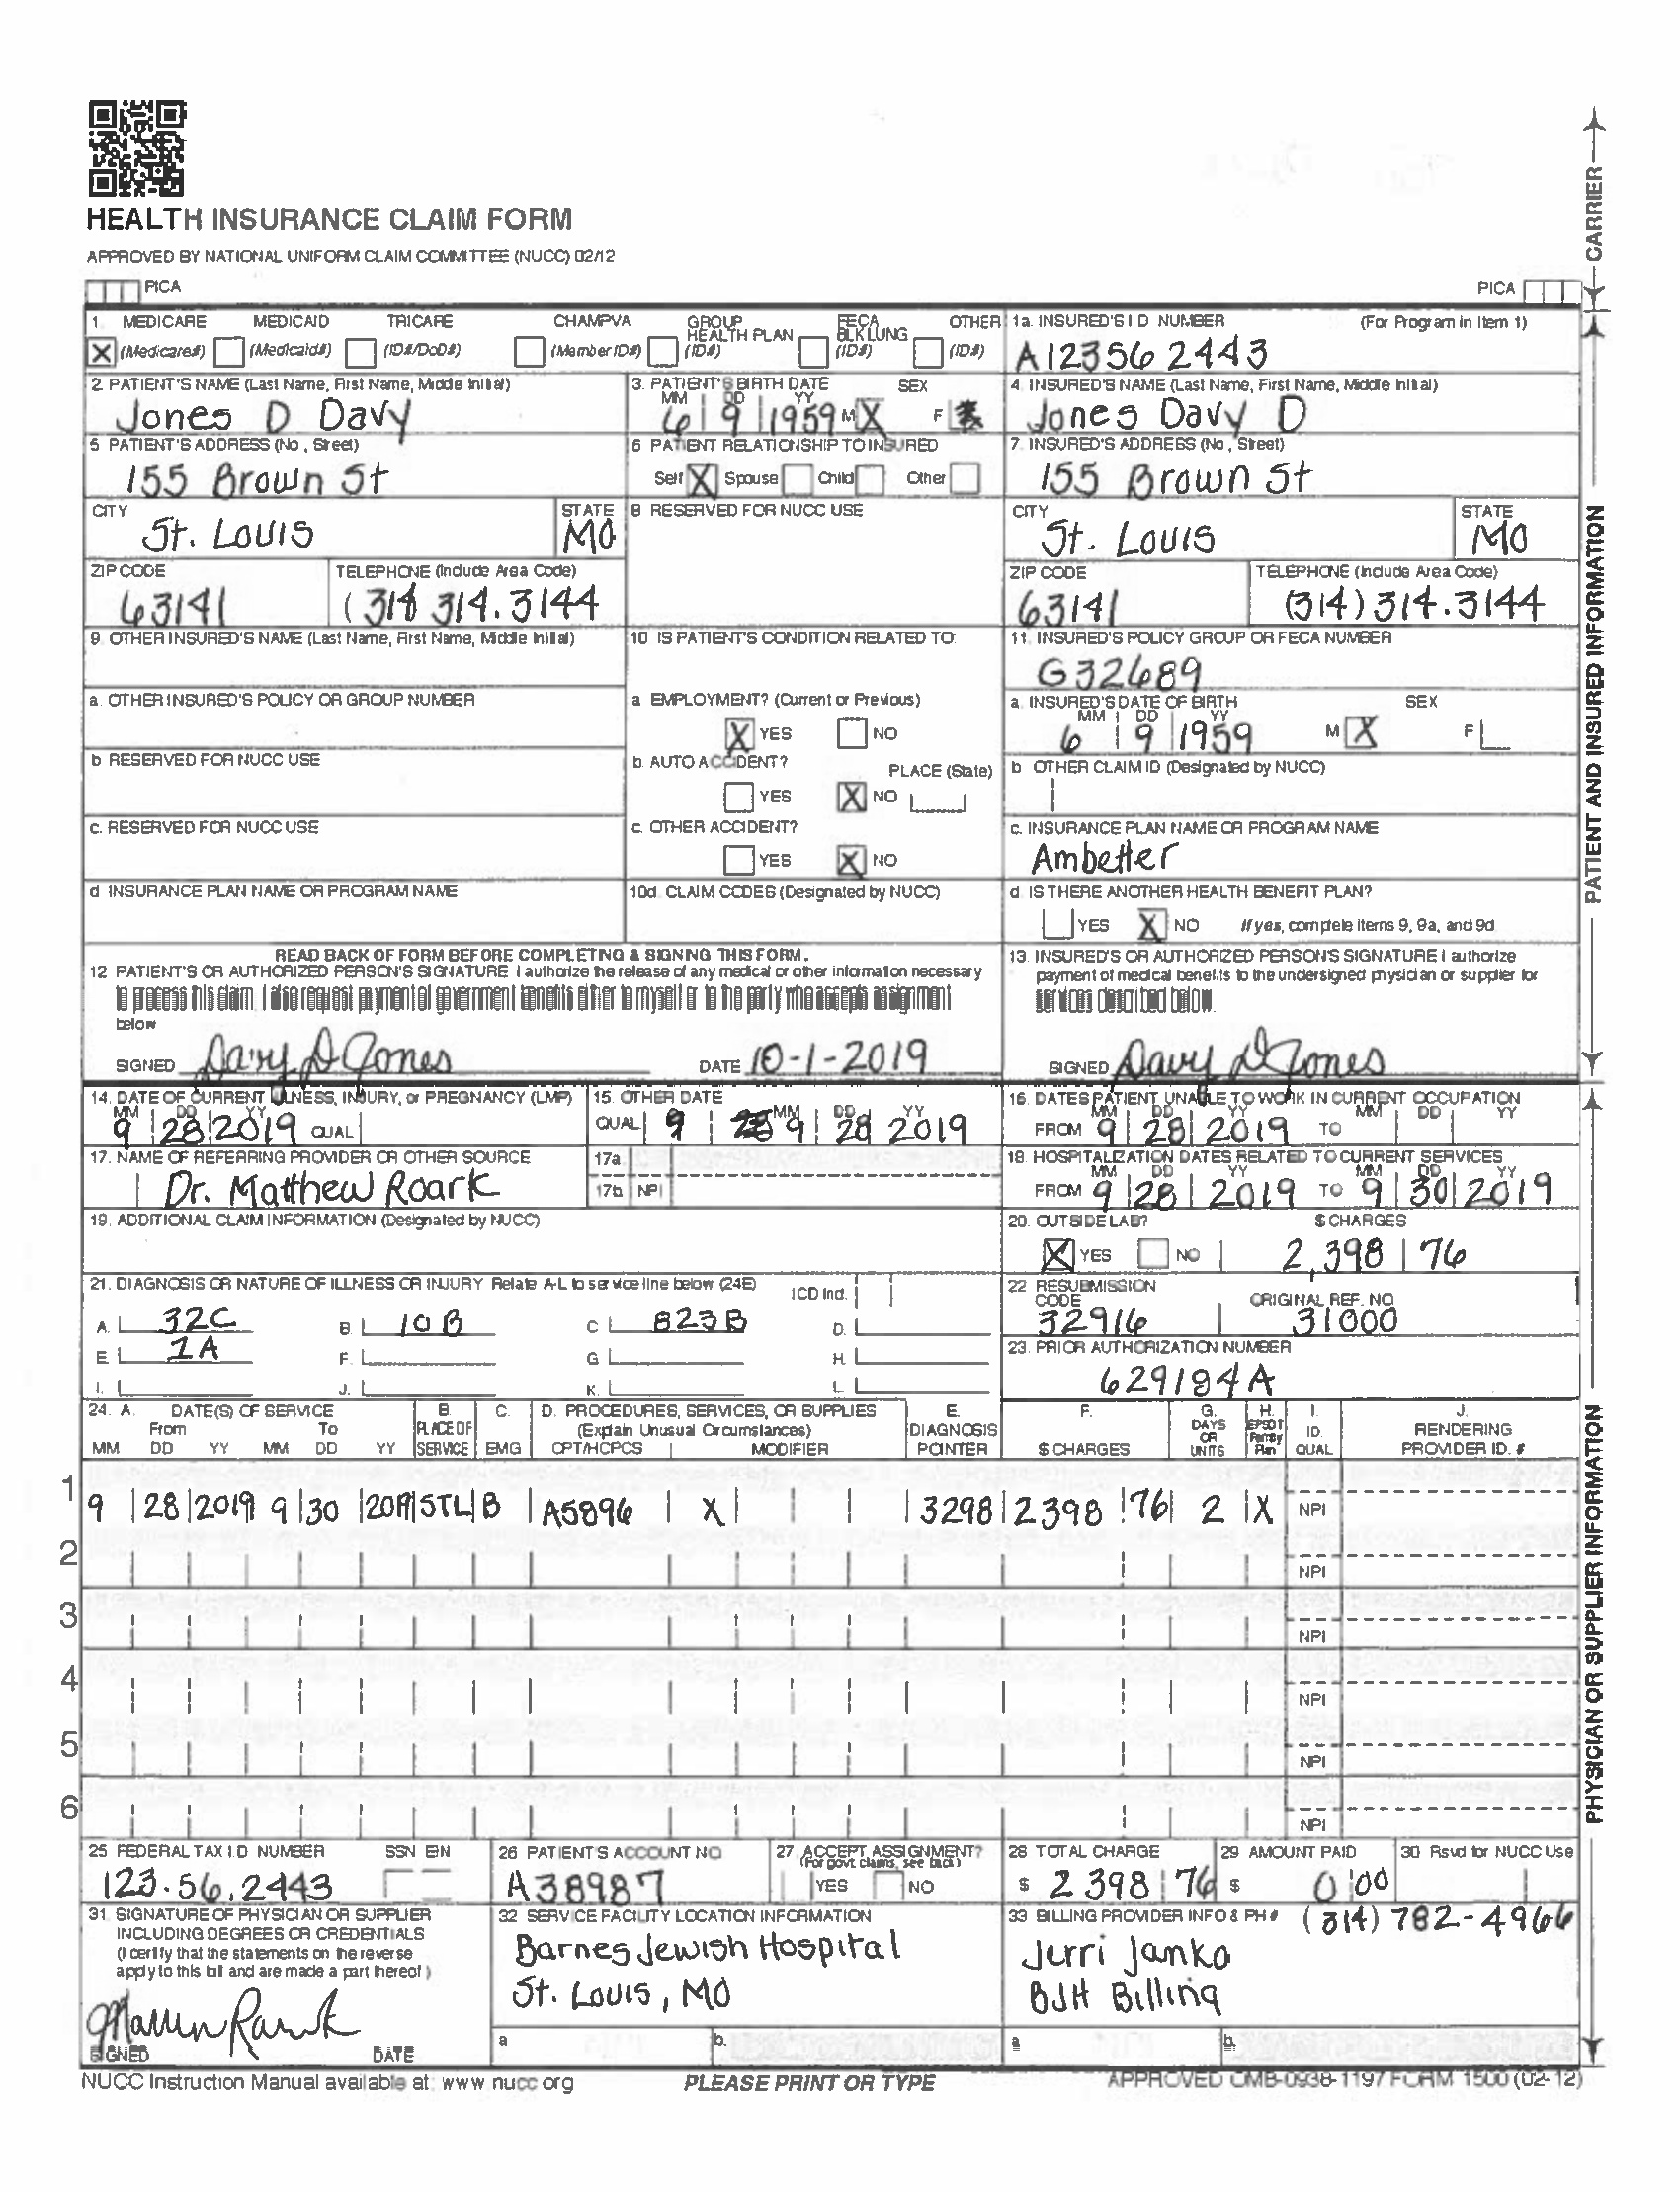 HEALTH INSURANCE CLAIM FORM
APPROVED BY NATIONAL UNIFORM CLAIM COMMITTEE (NUCC) 02/12
PICA PICA
CARRIER
1. MEDICARE MEDICAID TRICARE CHAMPVA GROUP HEALTH PLAN FECA BLK LUNG OTHER
X (Medicare#) (Medicaid#) (ID#/DoD#) (Member ID#) (ID#) (ID#) (ID#)
1a. INSURED'S I.D NUMBER (For Program in Item 1)
A123562443
2. PATIENT'S NAME (Last Name, First Name, Middle Initial)
Jones D Davy
3. PATIENT'S BIRTH DATE SEX
MM DD YY
6 9 1959 M X F
4. INSURED'S NAME (Last Name, First Name, Middle Initial)
Jones Davy D
5 PATIENT'S ADDRESS (No , Street)
155 Brown St
6 PATIENT RELATIONSHIP TO INSURED
Self X Spouse Child Other
7. INSURED'S ADDRESS (No , Street)
155 Brown St
CITY STATE
St. Louis MO
8 RESERVED FOR NUCC USE
CITY STATE
St. Louis MO
ZIP CODE TELEPHONE (Include Area Code)
63141 (314 314.3144
ZIP CODE TELEPHONE (Include Area Code)
63141 (314) 314.3144
9. OTHER INSURED'S NAME (Last Name, First Name, Middle Initial)
10 IS PATIENT'S CONDITION RELATED TO:
11. INSURED'S POLICY GROUP OR FECA NUMBER
G32689
a. OTHER INSURED'S POLICY OR GROUP NUMBER
a EMPLOYMENT? (Current or Previous)
X YES NO
a. INSURED'S DATE OF BIRTH SEX
MM DD YY
6 9 1959 M X F
b RESERVED FOR NUCC USE
b. AUTO ACCIDENT? PLACE (State)
YES X NO
b OTHER CLAIM ID (Designated by NUCC)
c. RESERVED FOR NUCC USE
c. OTHER ACCIDENT?
YES X NO
c. INSURANCE PLAN NAME OR PROGRAM NAME
Ambetter
d INSURANCE PLAN NAME OR PROGRAM NAME
10d. CLAIM CODES (Designated by NUCC)
d. IS THERE ANOTHER HEALTH BENEFIT PLAN?
YES X NO If yes, complete items 9, 9a, and 9d
PATIENT AND INSURED INFORMATION
READ BACK OF FORM BEFORE COMPLETING & SIGNING THIS FORM.
12 PATIENT'S OR AUTHORIZED PERSON'S SIGNATURE I authorize the release of any medical or other information necessary
to process this claim. I also request payment of government benefits either to myself or to the party who accepts assignment
below
SIGNED Davy D Jones DATE 10-1-2019
13. INSURED'S OR AUTHORIZED PERSON'S SIGNATURE I authorize
payment of medical benefits to the undersigned physician or supplier for
services described below.
SIGNED Davy D Jones
14. DATE OF CURRENT ILLNESS, INJURY, or PREGNANCY (LMP)
MM DD YY
9 28 2019 QUAL
15. OTHER DATE
MM DD YY
QUAL 9 9 28 2019
16. DATES PATIENT UNABLE TO WORK IN CURRENT OCCUPATION
MM DD YY MM DD YY
FROM 9 28 2019 TO
17. NAME OF REFERRING PROVIDER OR OTHER SOURCE
Dr. Matthew Roark
17a
17b NPI
18. HOSPITALIZATION DATES RELATED TO CURRENT SERVICES
MM DD YY MM DD YY
FROM 9 28 2019 TO 9 30 2019
19. ADDITIONAL CLAIM INFORMATION (Designated by NUCC)
20. OUTSIDE LAB? $ CHARGES
X YES NO 2,398 76
21. DIAGNOSIS OR NATURE OF ILLNESS OR INJURY Relate A-L to service line below (24E) ICD Ind.
A. 32C B. 10B C 823B D.
E. 1A F. G H.
I. J. K. L
22 RESUBMISSION CODE ORIGINAL REF. NO
32916 31000
23. PRIOR AUTHORIZATION NUMBER
629184A
24. A. DATE(S) OF SERVICE B. C. D. PROCEDURES, SERVICES, OR SUPPLIES E. F. G. H. I. J.
From To PLACE OF (Explain Unusual Circumstances) DIAGNOSIS DAYS OR EPSDT Family ID. RENDERING
MM DD YY MM DD YY SERVICE EMG CPT/HCPCS MODIFIER POINTER $ CHARGES UNITS Plan QUAL PROVIDER ID. #
1 9 28 2019 9 30 2019 STL B A5896 X 3298 2398 76 2 X NPI
2 NPI
3 NPI
4 NPI
5 NPI
6 NPI
PHYSICIAN OR SUPPLIER INFORMATION
25 FEDERAL TAX I.D NUMBER SSN EIN
123.56.2443
26 PATIENT'S ACCOUNT NO
A38987
27 ACCEPT ASSIGNMENT?
(For govt claims, see back)
YES NO
28 TOTAL CHARGE
$ 2398 76
29 AMOUNT PAID
$ 0 00
30 Rsvd for NUCC Use
31 SIGNATURE OF PHYSICIAN OR SUPPLIER
INCLUDING DEGREES OR CREDENTIALS
(I certify that the statements on the reverse
apply to this bill and are made a part thereof )
SIGNED DATE
32 SERVICE FACILITY LOCATION INFORMATION
Barnes Jewish Hospital
St. Louis, MO
a b.
33 BILLING PROVIDER INFO & PH # (314) 782-4966
Jerri Janka
BJH Billing
a b.
NUCC Instruction Manual available at: www nucc org
PLEASE PRINT OR TYPE
APPROVED OMB-0938-1197 FORM 1500 (02-12)